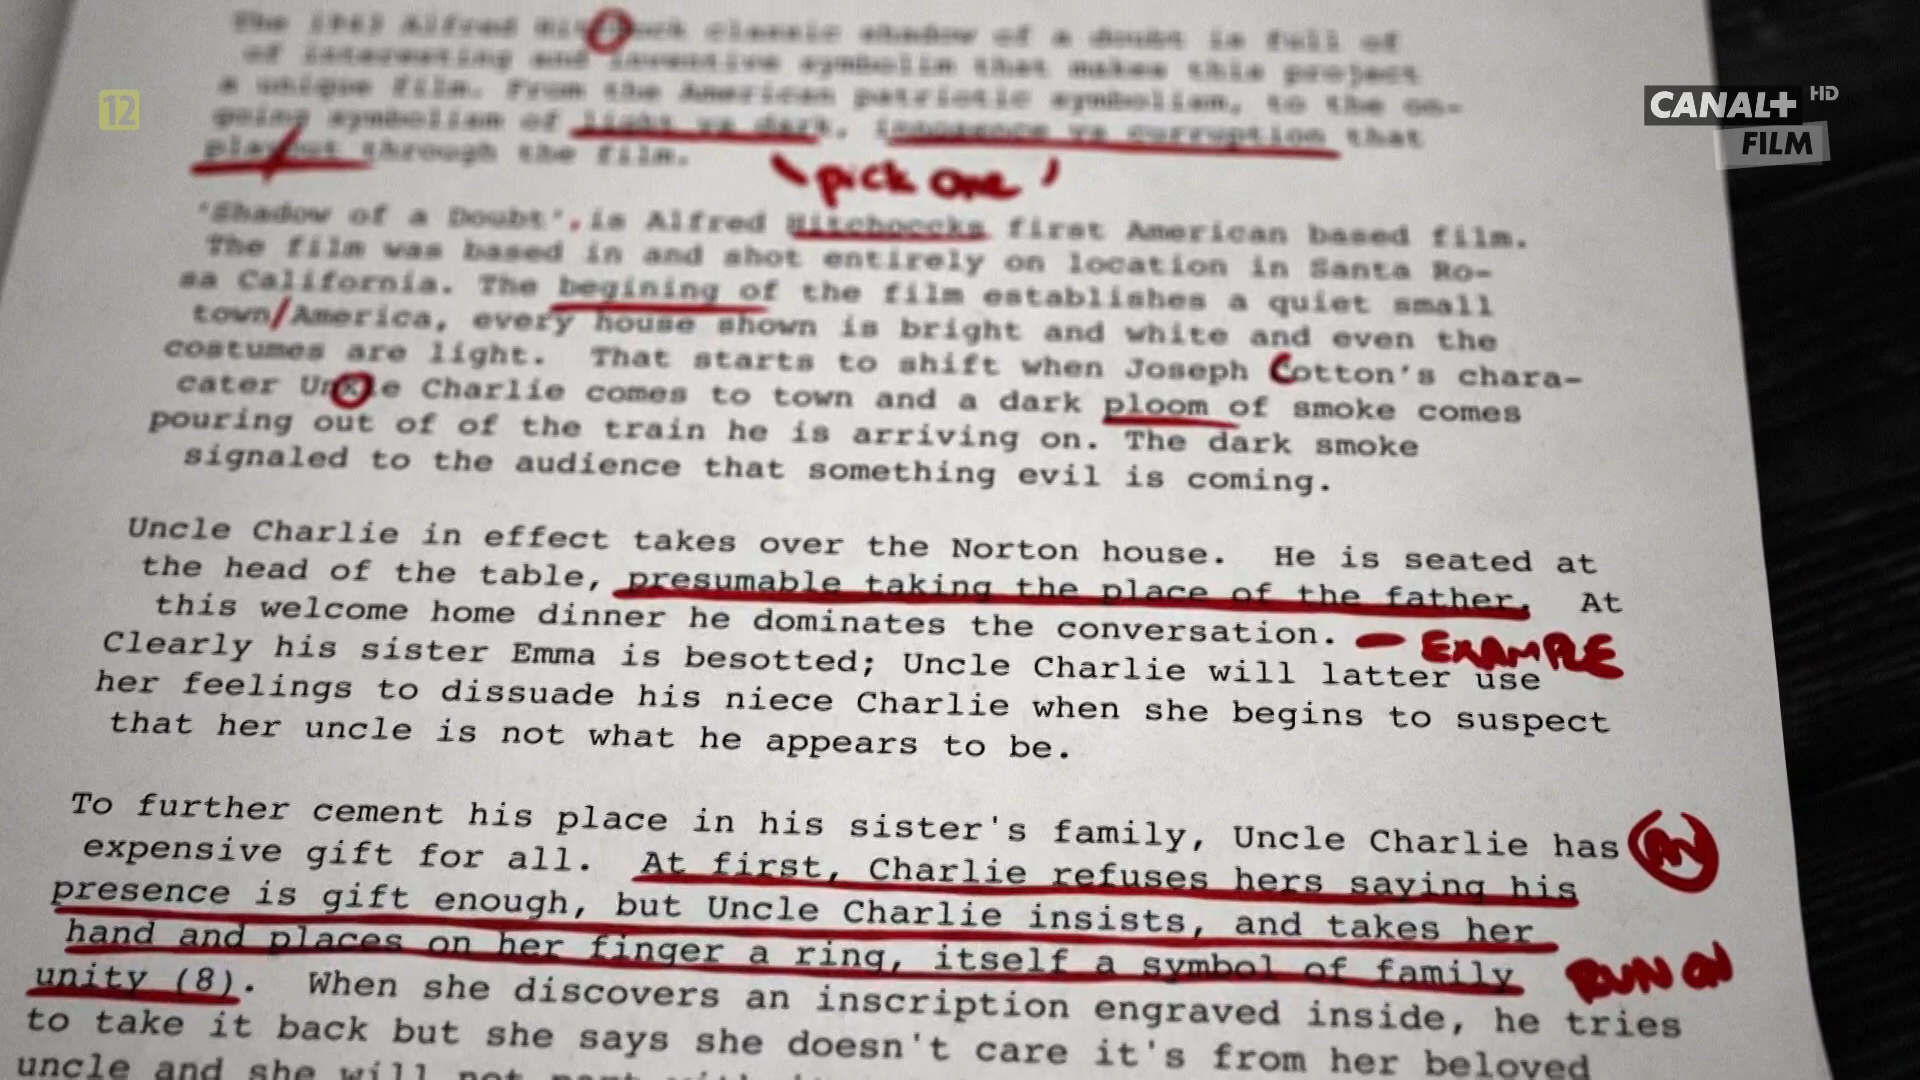 12
CANAL+ HD
FILM
The 1943 Alfred Hit ock classic shadow of a doubt is full of
of interesting and inventive symbolim that makes this project
a unique film. From the American patriotic symbolism, to the on-
going symbolism of light vs dark, innocence vs curruption that
play out through the film.
pick one
'Shadow of a Doubt', is Alfred Hitchoccks first American based film.
The film was based in and shot entirely on location in Santa Ro-
sa California. The begining of the film establishes a quiet small
town/America, every house shown is bright and white and even the
costumes are light. That starts to shift when Joseph Cotton's chara-
cater Unkle Charlie comes to town and a dark ploom of smoke comes
pouring out of of the train he is arriving on. The dark smoke
signaled to the audience that something evil is coming.
Uncle Charlie in effect takes over the Norton house. He is seated at
the head of the table, presumable taking the place of the father. At
this welcome home dinner he dominates the conversation. - EXAMPLE
Clearly his sister Emma is besotted; Uncle Charlie will latter use
her feelings to dissuade his niece Charlie when she begins to suspect
that her uncle is not what he appears to be.
To further cement his place in his sister's family, Uncle Charlie has AN
expensive gift for all. At first, Charlie refuses hers saying his
presence is gift enough, but Uncle Charlie insists, and takes her
hand and places on her finger a ring, itself a symbol of family
unity (8). When she discovers an inscription engraved inside, he tries
RUN ON
to take it back but she says she doesn't care it's from her beloved
uncle and she will not part with